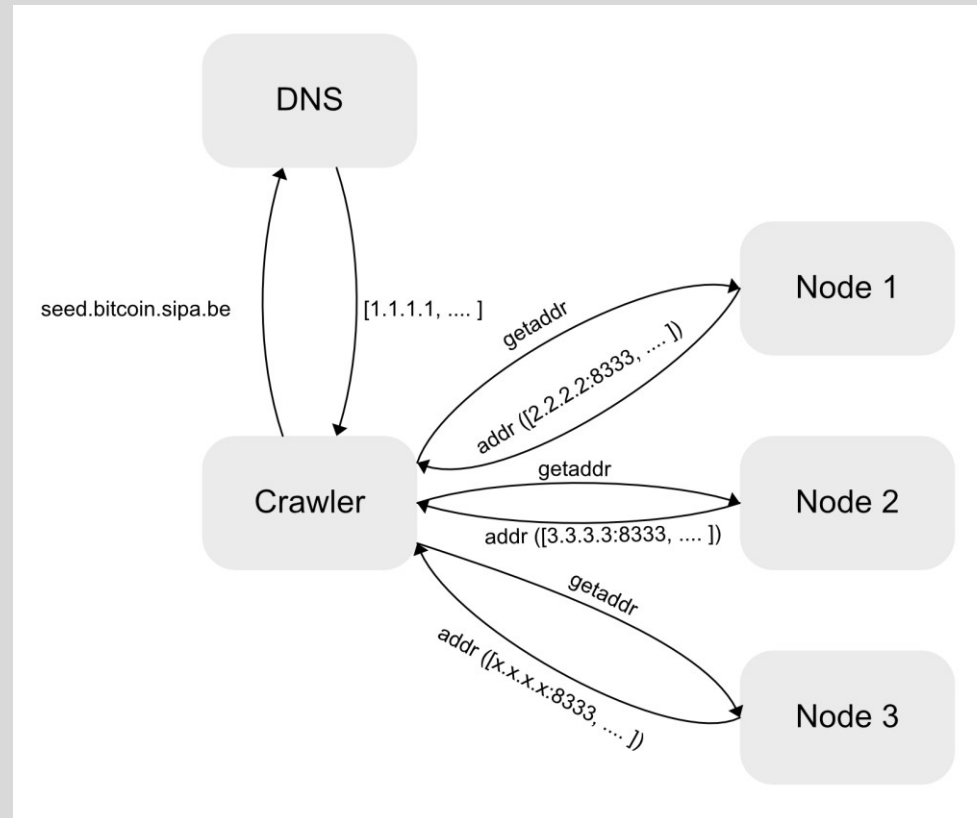 DNS
seed.bitcoin.sipa.be
[1.1.1.1, .... ]
Node 1
getaddr
addr ([2.2.2.2:8333, .... ])
Crawler
getaddr
Node 2
addr ([3.3.3.3:8333, .... ])
getaddr
addr ([x.x.x.x:8333, .... ])
Node 3